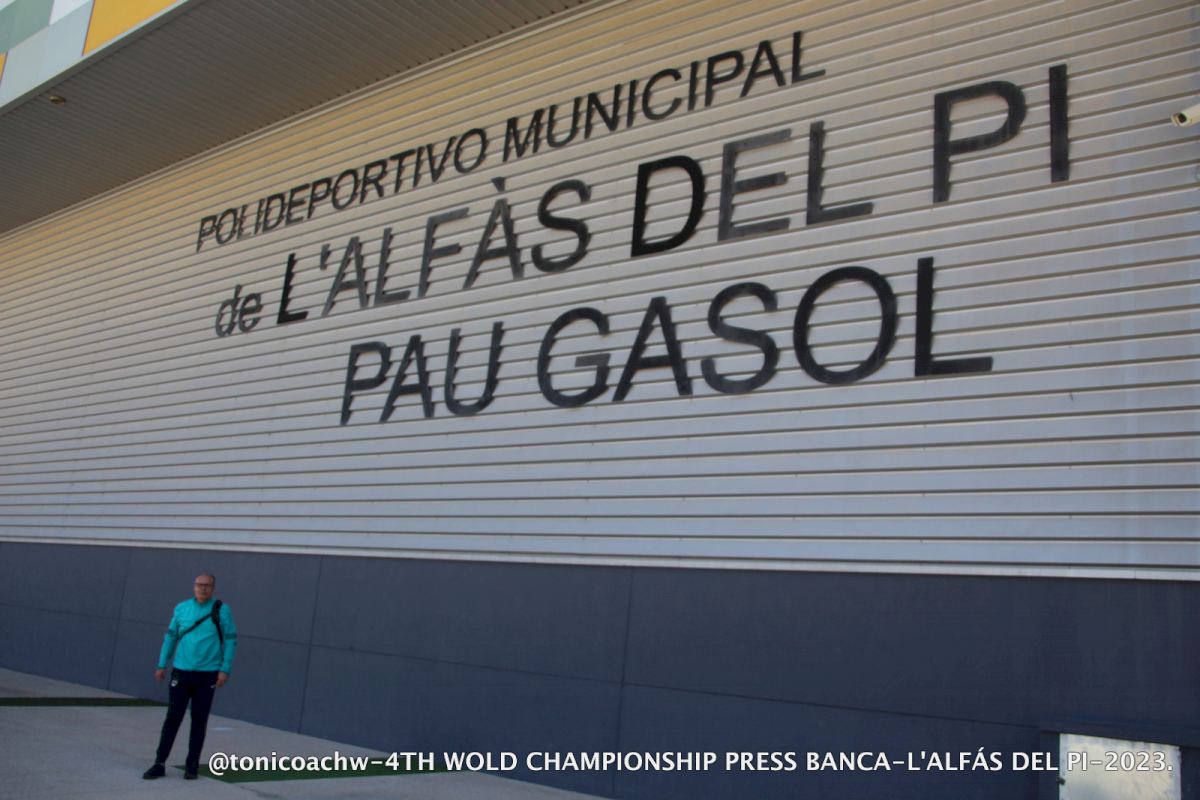 POLIDEPORTIVO MUNICIPAL
de L'ALFÀS DEL PI
PAU GASOL
@tonicoachw-4TH WOLD CHAMPIONSHIP PRESS BANCA-L'ALFÁS DEL PI-2023.